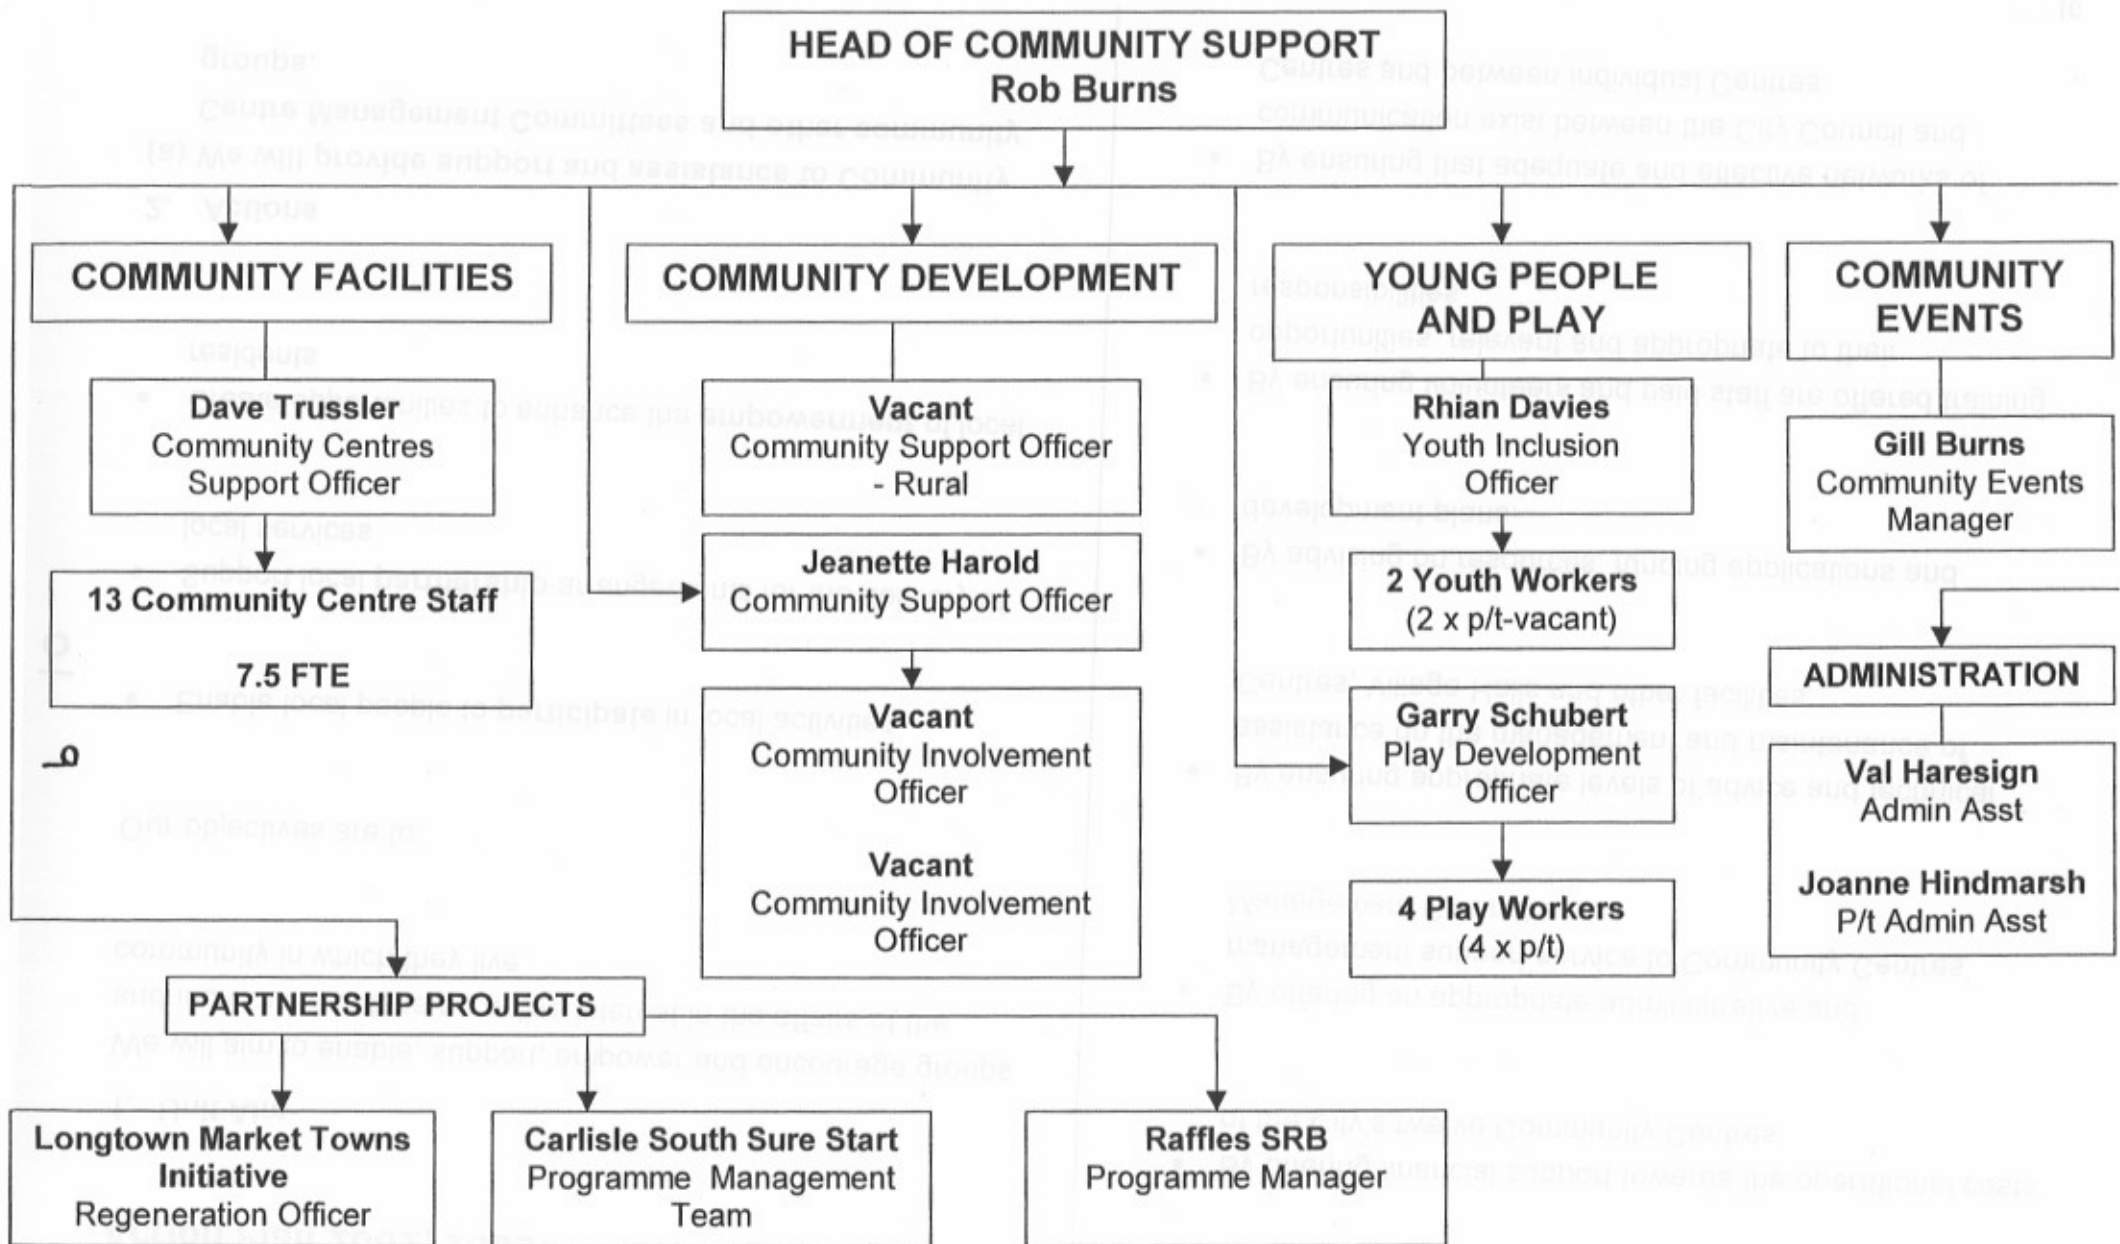 HEAD OF COMMUNITY SUPPORT
Rob Burns
COMMUNITY FACILITIES
Dave Trussler
Community Centres
Support Officer
13 Community Centre Staff
7.5 FTE
COMMUNITY DEVELOPMENT
Vacant
Community Support Officer
- Rural
Jeanette Harold
Community Support Officer
Vacant
Community Involvement
Officer
Vacant
Community Involvement
Officer
YOUNG PEOPLE
AND PLAY
Rhian Davies
Youth Inclusion
Officer
2 Youth Workers
(2 x p/t-vacant)
Garry Schubert
Play Development
Officer
4 Play Workers
(4 x p/t)
COMMUNITY
EVENTS
Gill Burns
Community Events
Manager
ADMINISTRATION
Val Haresign
Admin Asst
Joanne Hindmarsh
P/t Admin Asst
PARTNERSHIP PROJECTS
Longtown Market Towns
Initiative
Regeneration Officer
Carlisle South Sure Start
Programme Management
Team
Raffles SRB
Programme Manager